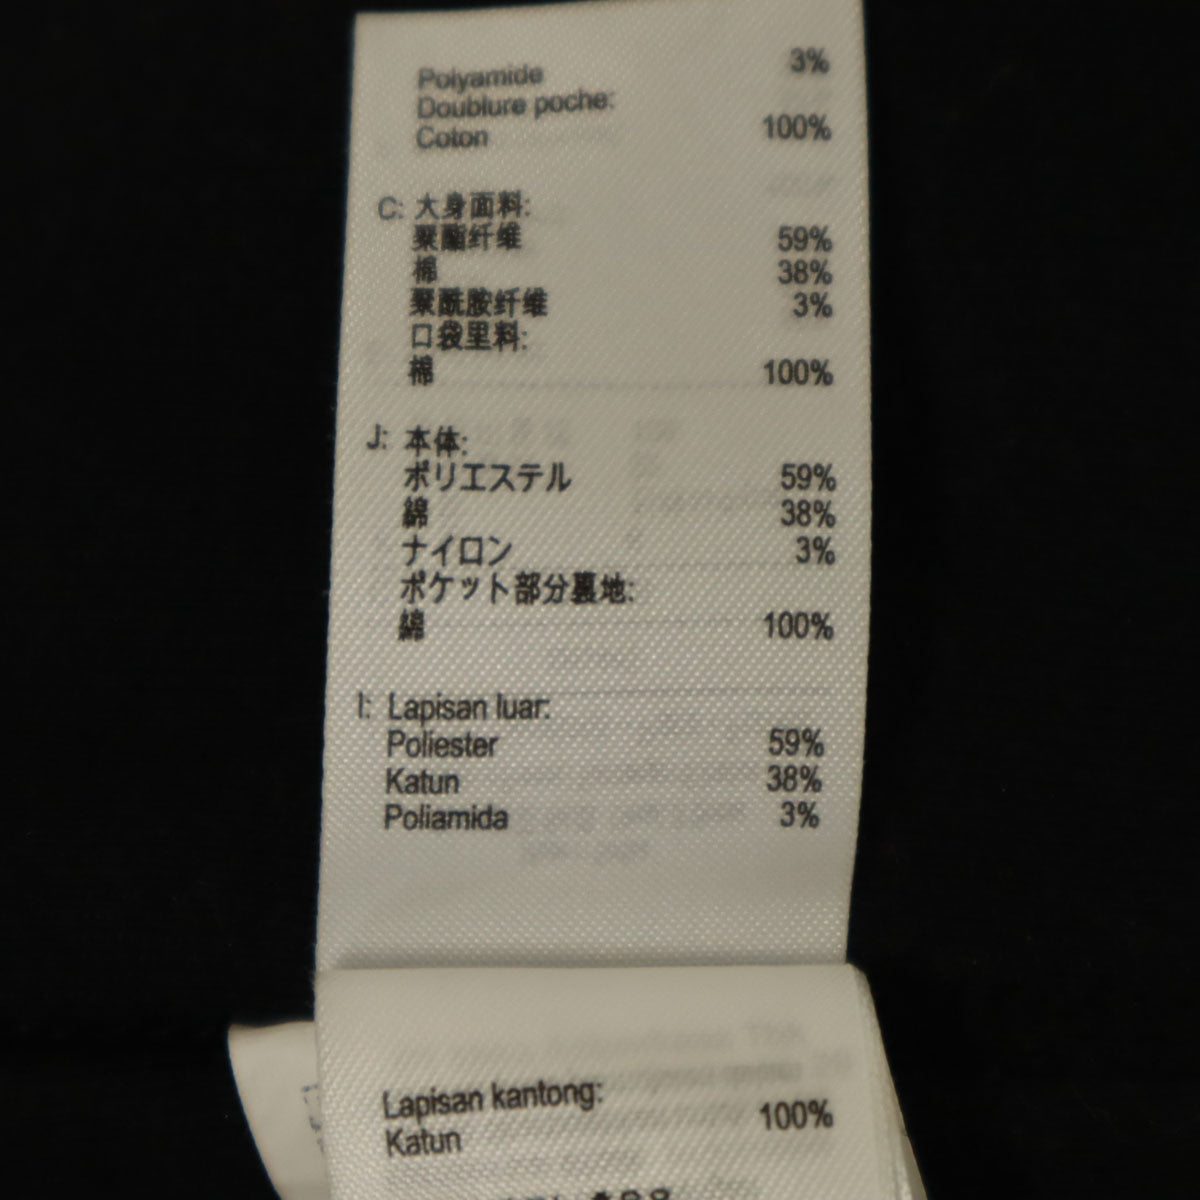 Polyamide 3%
Doublure poche:
Coton 100%
C: 大身面料:
聚酯纤维 59%
棉 38%
聚酰胺纤维 3%
口袋里料:
棉 100%
J: 本体:
ポリエステル 59%
綿 38%
ナイロン 3%
ポケット部分裏地:
綿 100%
I: Lapisan luar:
Poliester 59%
Katun 38%
Poliamida 3%
Lapisan kantong:
Katun 100%